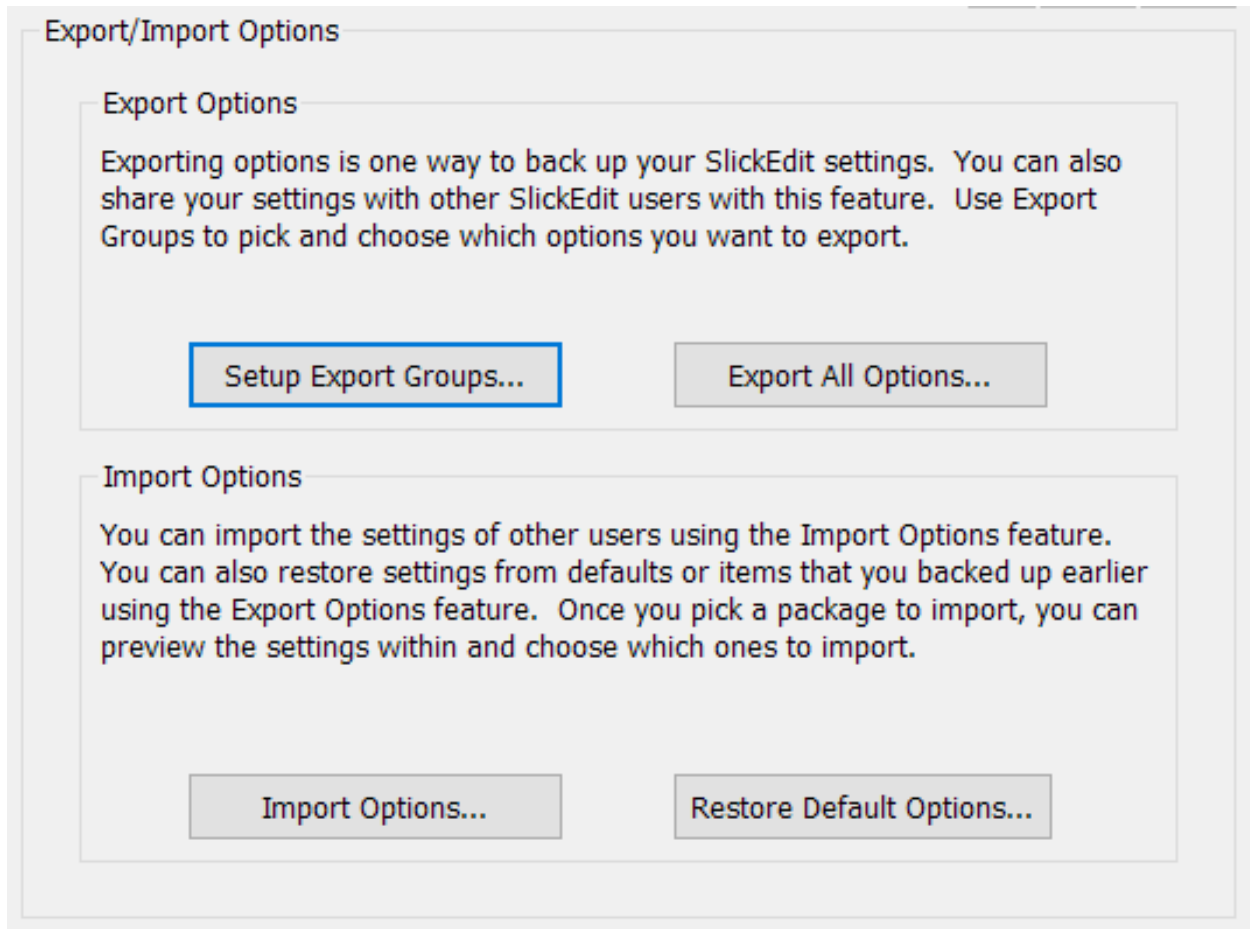 Export/Import Options
Export Options
Exporting options is one way to back up your SlickEdit settings.  You can also
share your settings with other SlickEdit users with this feature.  Use Export
Groups to pick and choose which options you want to export.
Setup Export Groups...
Export All Options...
Import Options
You can import the settings of other users using the Import Options feature.
You can also restore settings from defaults or items that you backed up earlier
using the Export Options feature.  Once you pick a package to import, you can
preview the settings within and choose which ones to import.
Import Options...
Restore Default Options...